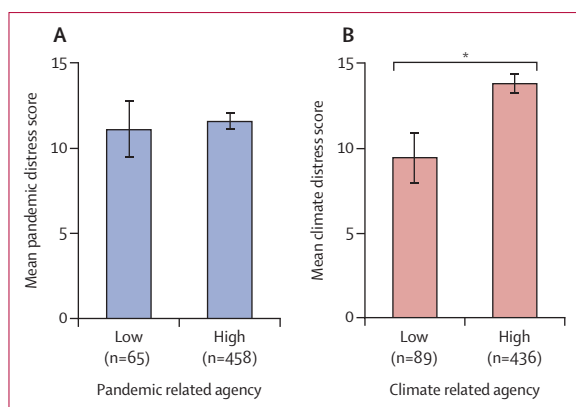 A
15
10
5
0
Mean pandemic distress score
Low
(n=65)
High
(n=458)
Pandemic related agency
B
*
15
10
5
0
Mean climate distress score
Low
(n=89)
High
(n=436)
Climate related agency